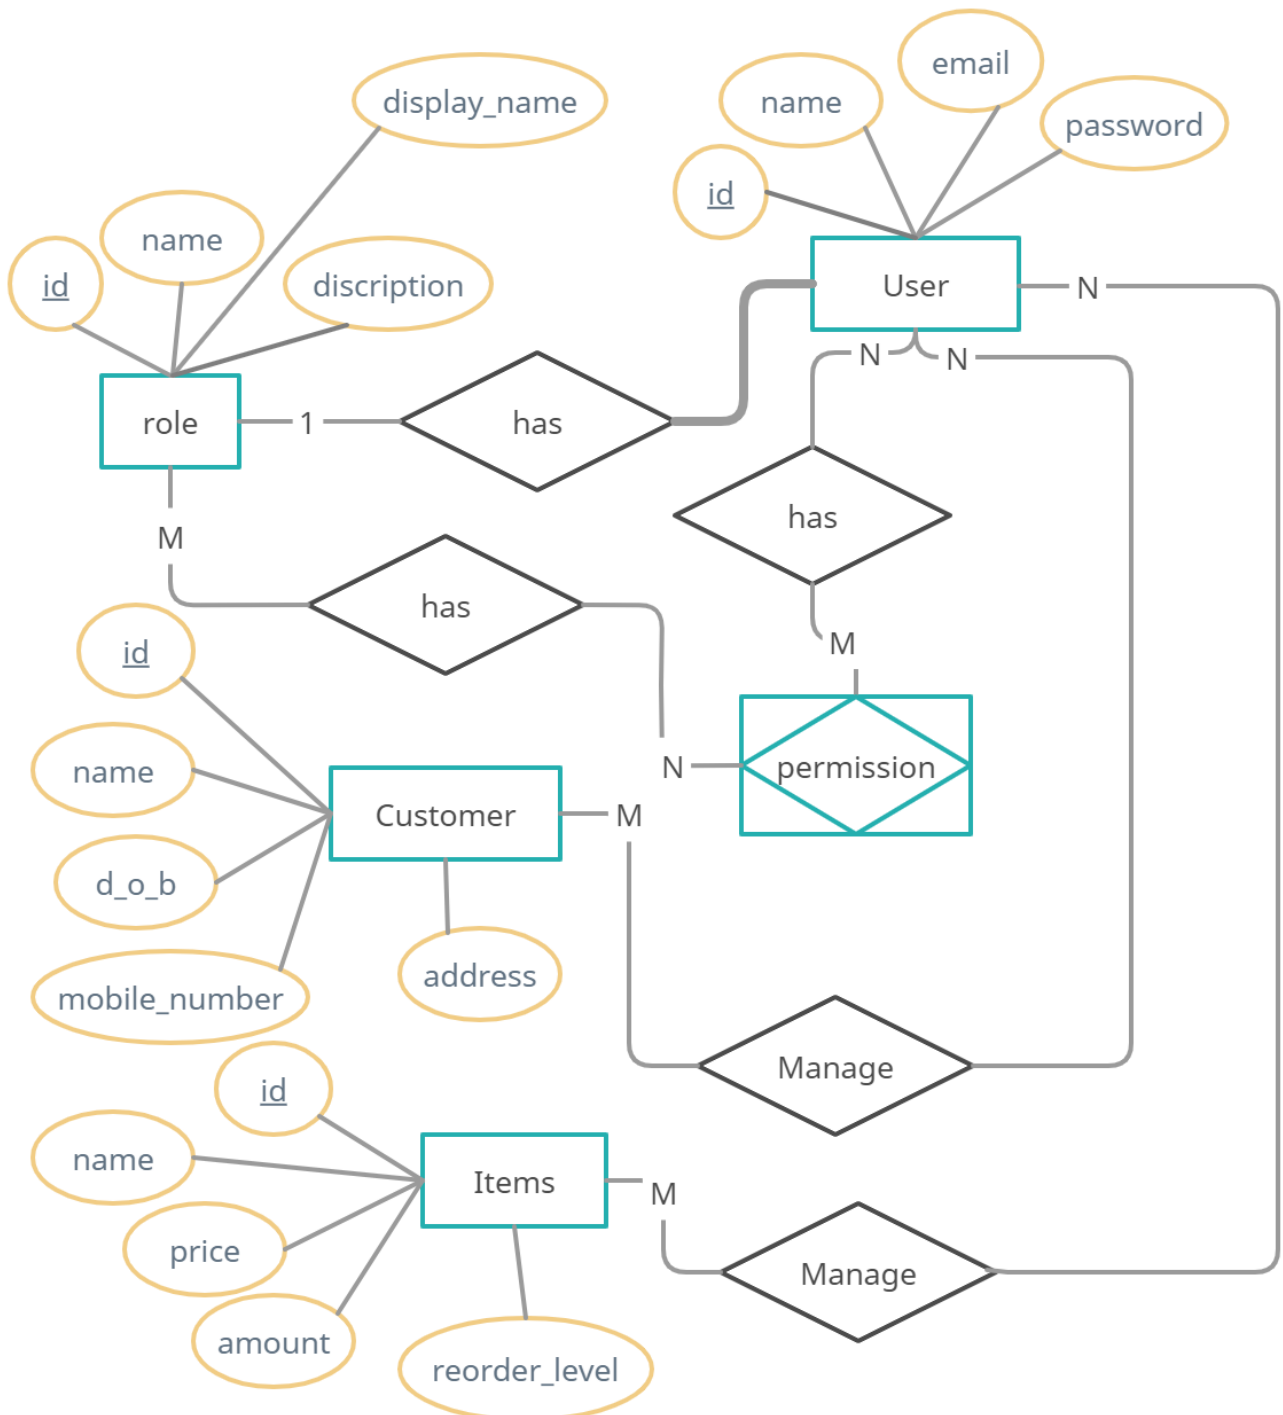 email
display_name
name
password
id
name
id
discription
User
N
N
N
role
1
has
has
M
has
id
M
permission
N
name
Customer
M
d_o_b
address
mobile_number
Manage
id
name
Items
M
price
Manage
amount
reorder_level